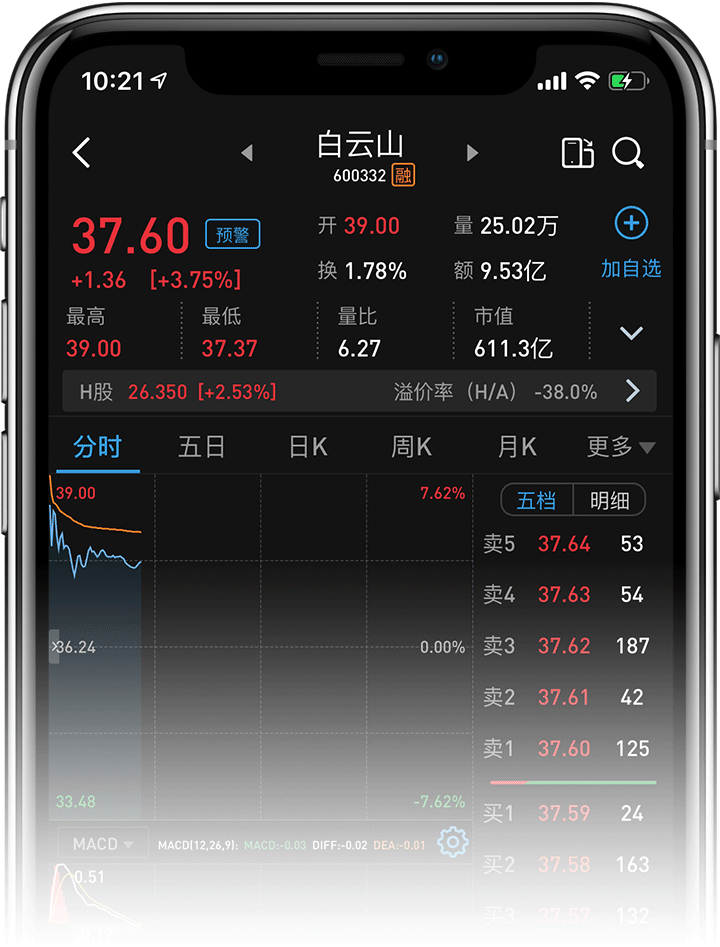 10:21
白云山
600332 融
37.60 预警
+1.36 [+3.75%]
开 39.00 量 25.02万
换 1.78% 额 9.53亿
加自选
最高 最低 量比 市值
39.00 37.37 6.27 611.3亿
H股 26.350 [+2.53%] 溢价率 (H/A) -38.0%
分时 五日 日K 周K 月K 更多
39.00 7.62%
36.24 0.00%
33.48 -7.62%
五档 明细
卖5 37.64 53
卖4 37.63 54
卖3 37.62 187
卖2 37.61 42
卖1 37.60 125
买1 37.59 24
买2 37.58 163
买3 37.57 132
MACD MACD(12,26,9): MACD:-0.03 DIFF:-0.02 DEA:-0.01
0.51